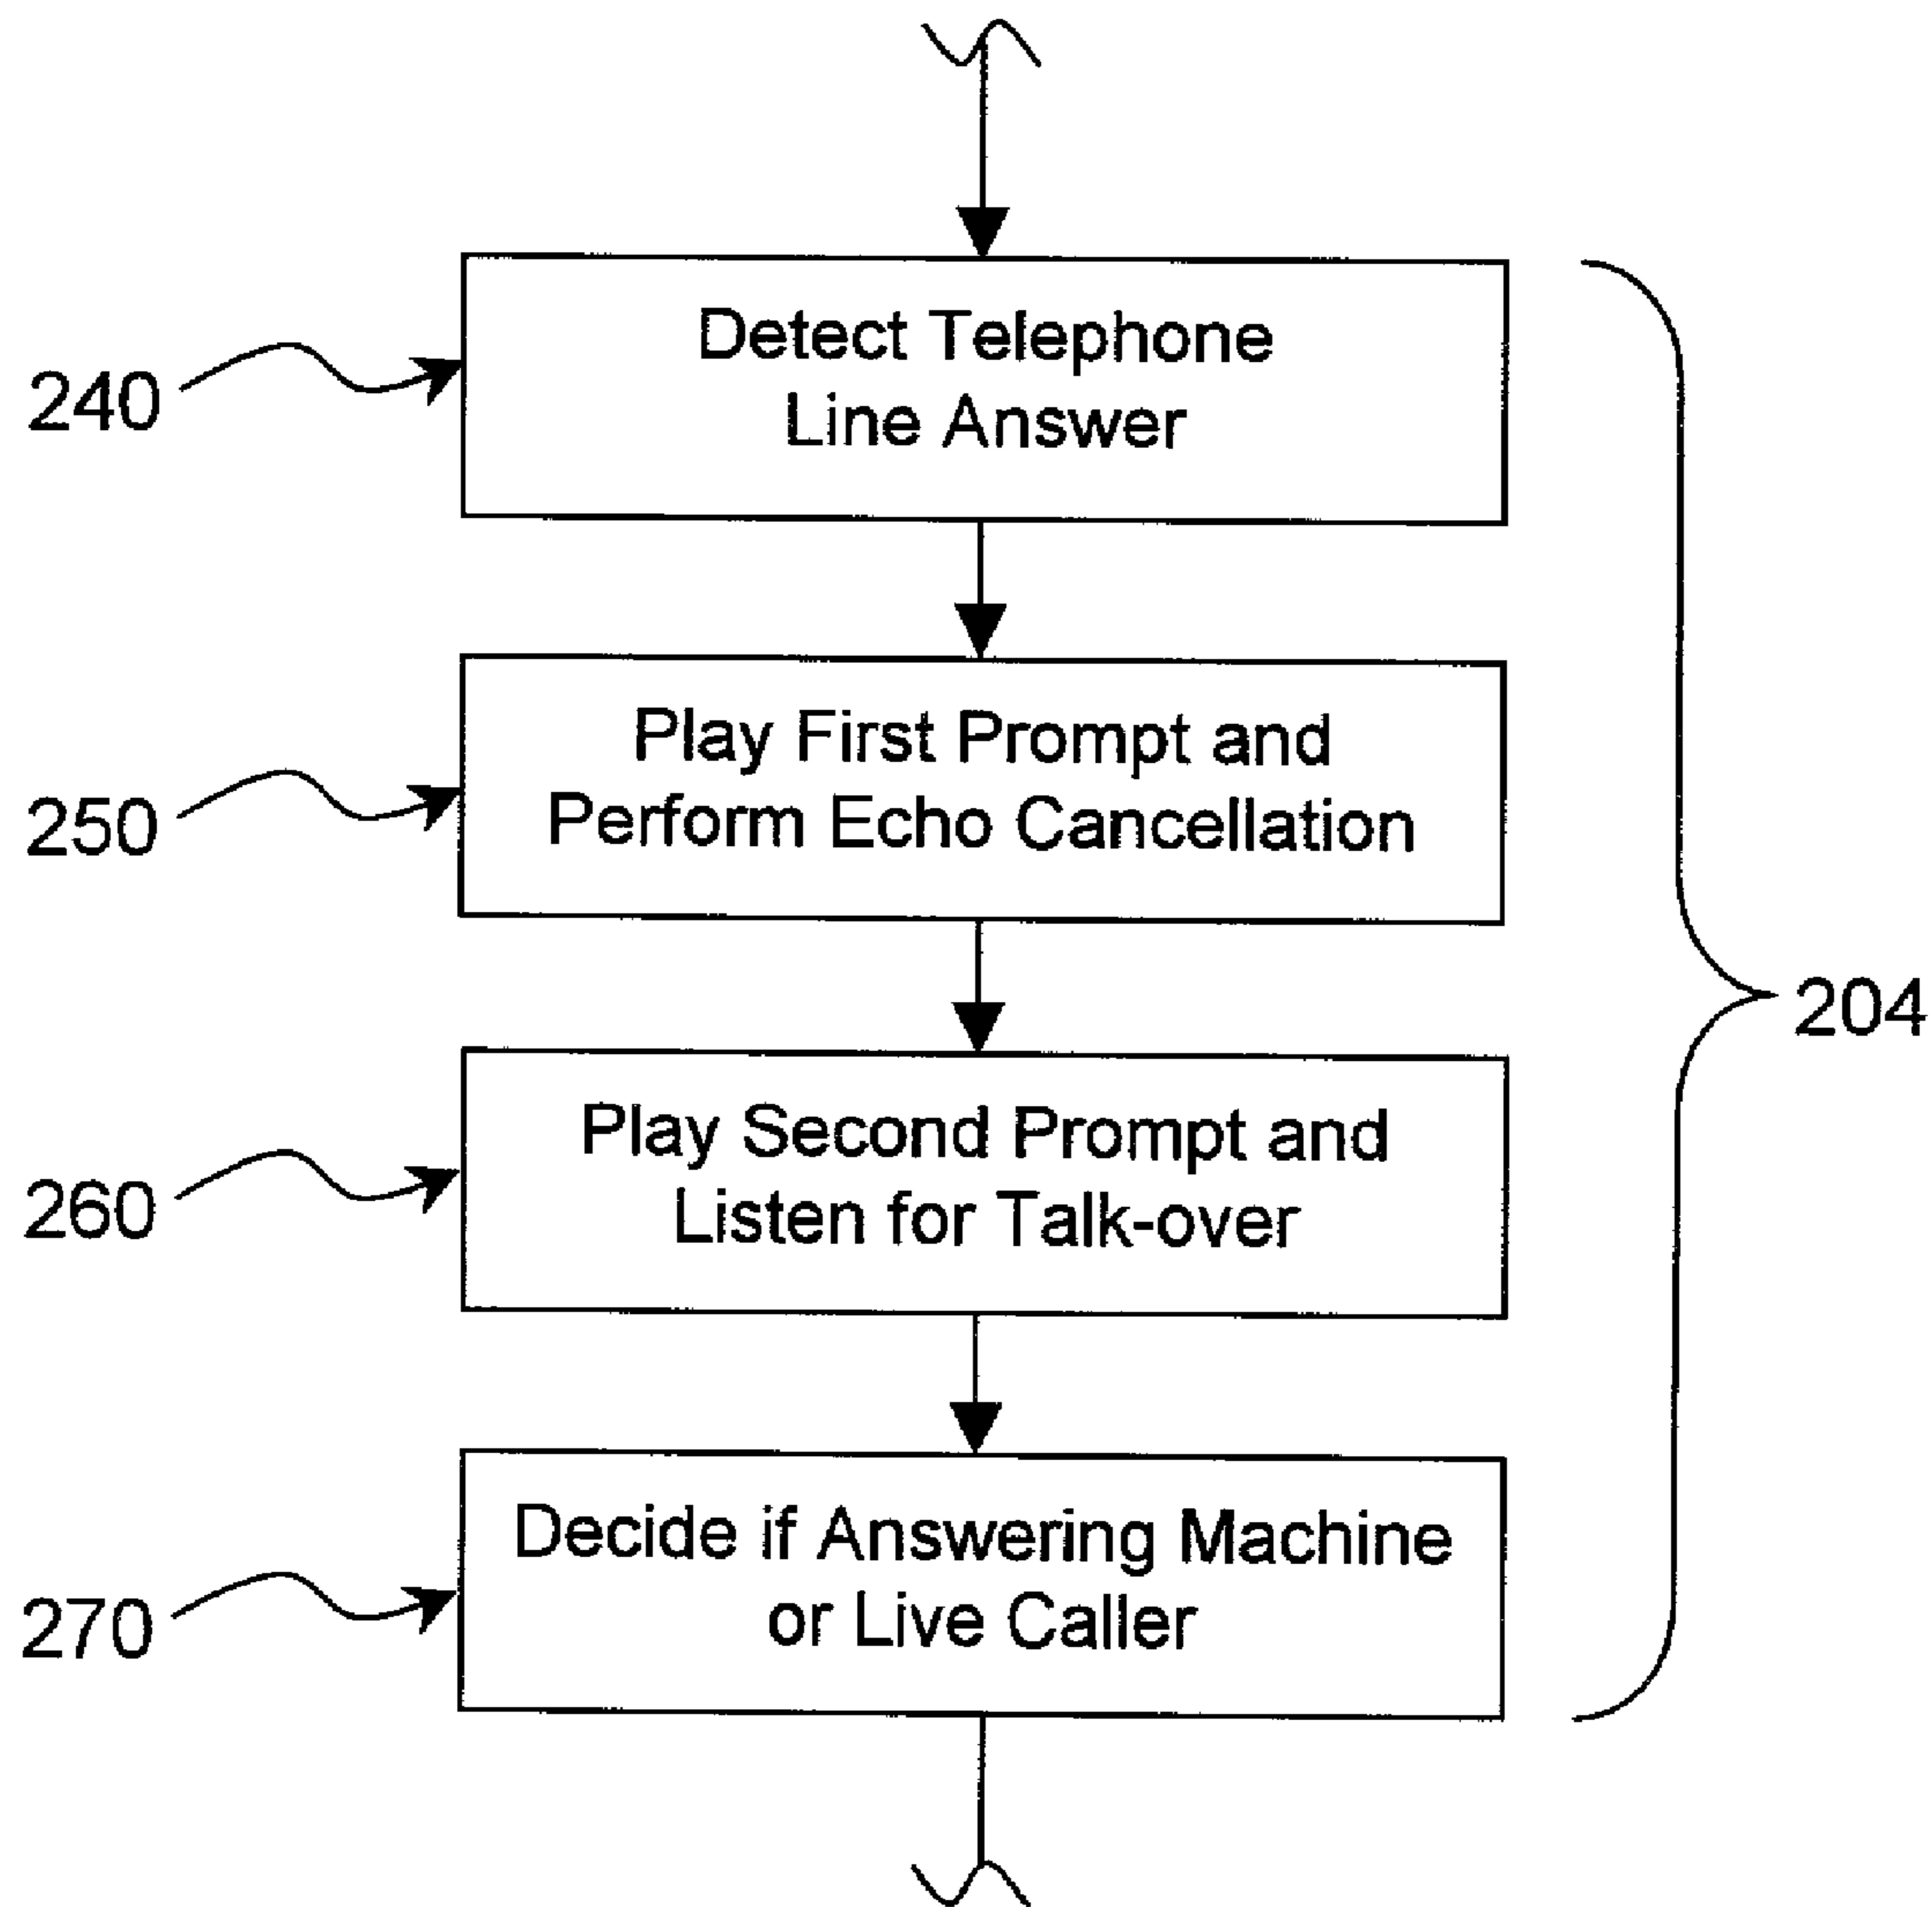 240
Detect Telephone
Line Answer
250
Play First Prompt and
Perform Echo Cancellation
204
260
Play Second Prompt and
Listen for Talk-over
270
Decide if Answering Machine
or Live Caller